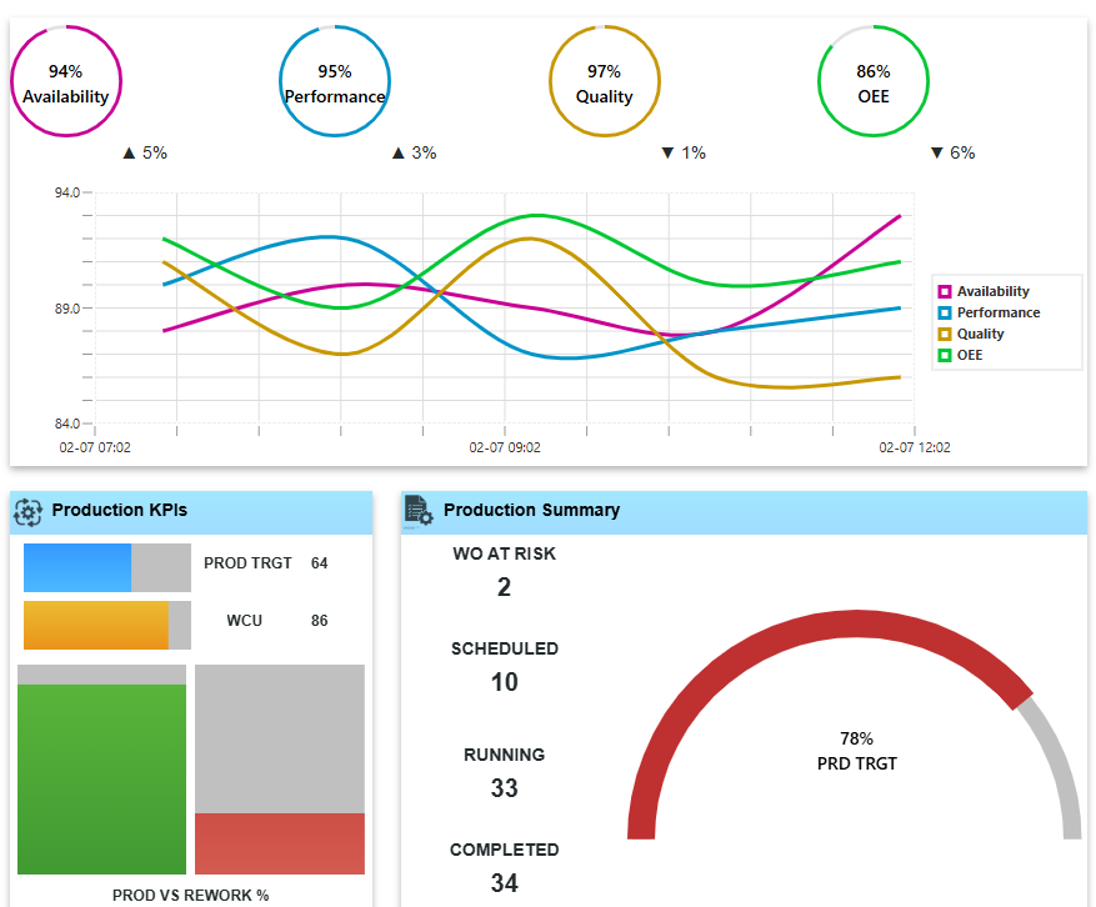 94%
Availability
95%
Performance
97%
Quality
86%
OEE
▲ 5%
▲ 3%
▼ 1%
▼ 6%
94.0
89.0
84.0
02-07 07:02
02-07 09:02
02-07 12:02
Availability
Performance
Quality
OEE
Production KPIs
PROD TRGT 64
WCU 86
PROD VS REWORK %
Production Summary
WO AT RISK
2
SCHEDULED
10
RUNNING
33
COMPLETED
34
78%
PRD TRGT